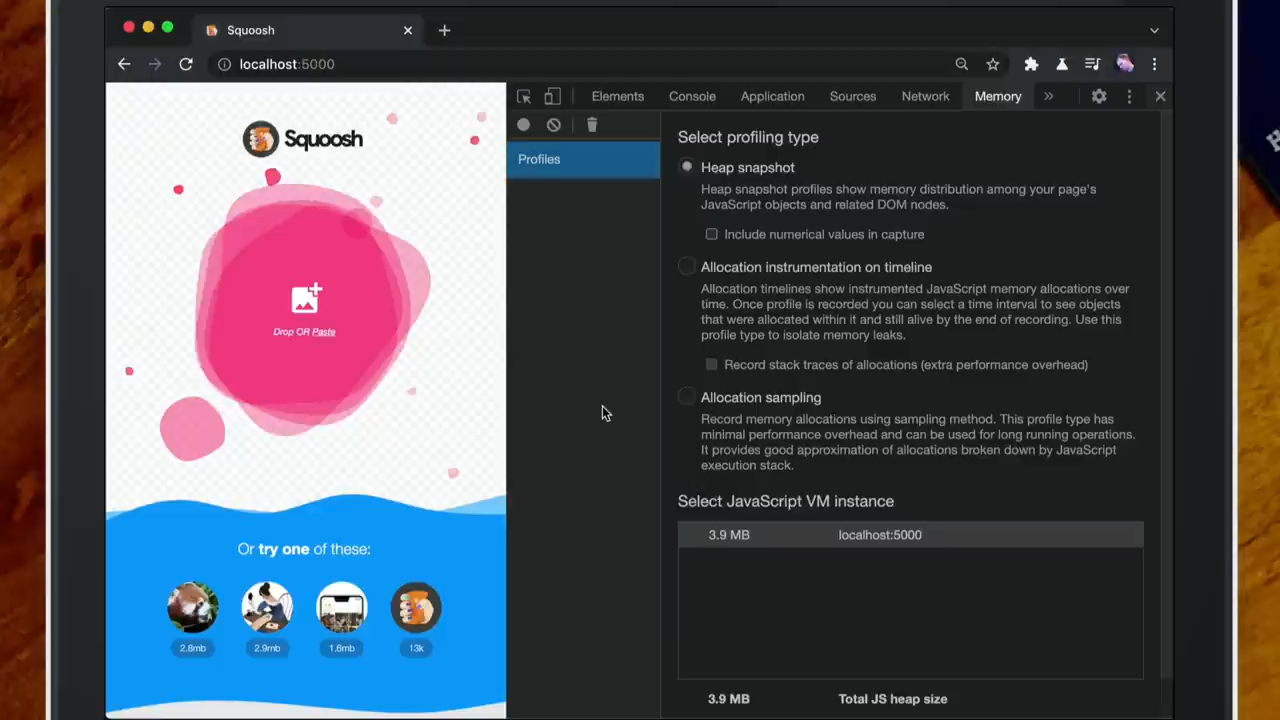 Squoosh
localhost:5000
Elements
Console
Application
Sources
Network
Memory
Squoosh
Drop OR Paste
Or try one of these:
2.8mb
2.9mb
1.6mb
13k
Profiles
Select profiling type
Heap snapshot
Heap snapshot profiles show memory distribution among your page's
JavaScript objects and related DOM nodes.
Include numerical values in capture
Allocation instrumentation on timeline
Allocation timelines show instrumented JavaScript memory allocations over
time. Once profile is recorded you can select a time interval to see objects
that were allocated within it and still alive by the end of recording. Use this
profile type to isolate memory leaks.
Record stack traces of allocations (extra performance overhead)
Allocation sampling
Record memory allocations using sampling method. This profile type has
minimal performance overhead and can be used for long running operations.
It provides good approximation of allocations broken down by JavaScript
execution stack.
Select JavaScript VM instance
3.9 MB localhost:5000
3.9 MB Total JS heap size